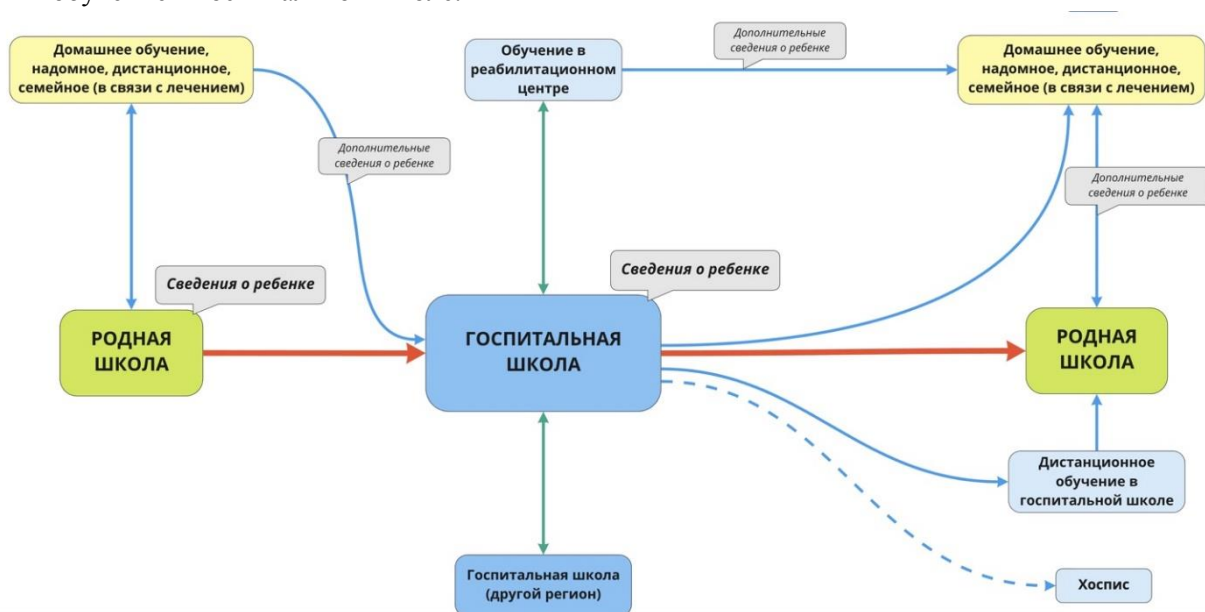 Домашнее обучение,
надомное, дистанционное,
семейное (в связи с лечением)
Обучение в
реабилитационном
центре
Дополнительные
сведения о ребенке
Домашнее обучение,
надомное, дистанционное,
семейное (в связи с лечением)
Дополнительные
сведения о ребенке
Дополнительные
сведения о ребенке
Сведения о ребенке
Сведения о ребенке
РОДНАЯ
ШКОЛА
ГОСПИТАЛЬНАЯ
ШКОЛА
РОДНАЯ
ШКОЛА
Дистанционное
обучение в
госпитальной школе
Госпитальная школа
(другой регион)
Хоспис